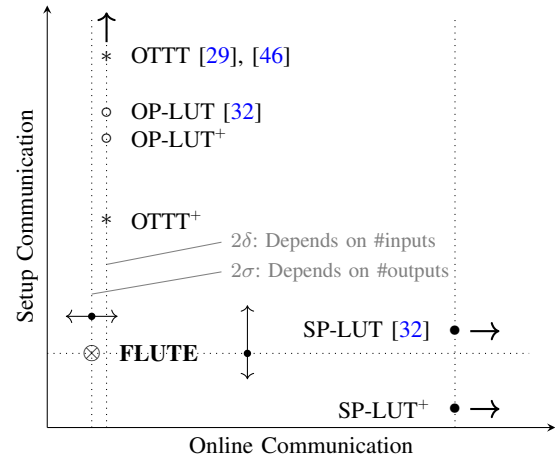 OTTT [29], [46]
OP-LUT [32]
OP-LUT⁺
OTTT⁺
2δ: Depends on #inputs
2σ: Depends on #outputs
SP-LUT [32]
FLUTE
SP-LUT⁺
Setup Communication
Online Communication